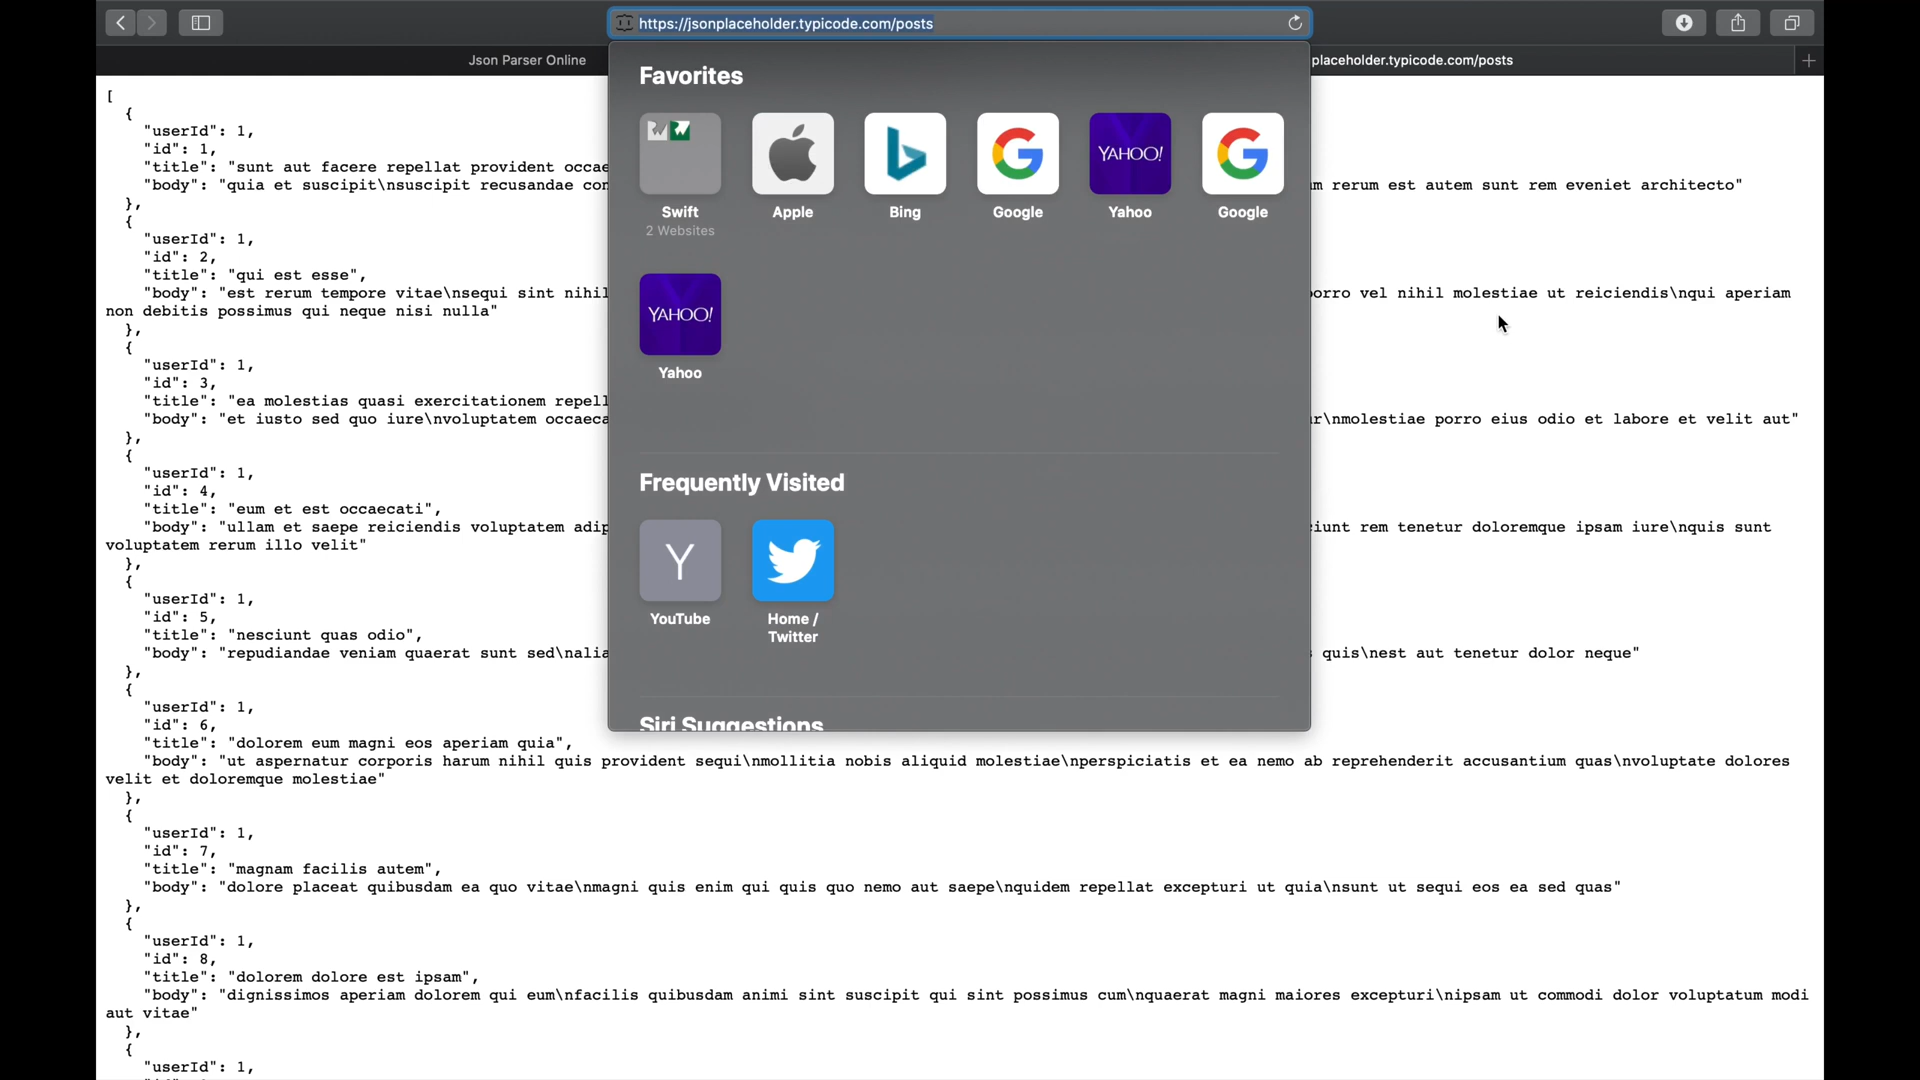 https://jsonplaceholder.typicode.com/posts
Json Parser Online
placeholder.typicode.com/posts
Favorites
Swift
2 Websites
Apple
Bing
Google
YAHOO!
Yahoo
Google
YAHOO!
Yahoo
Frequently Visited
Y
YouTube
Home /
Twitter
Siri Suggestions
[
{
"userId": 1,
"id": 1,
"title": "sunt aut facere repellat provident occae
"body": "quia et suscipit\nsuscipit recusandae con m rerum est autem sunt rem eveniet architecto"
},
{
"userId": 1,
"id": 2,
"title": "qui est esse",
"body": "est rerum tempore vitae\nsequi sint nihil porro vel nihil molestiae ut reiciendis\nqui aperiam
non debitis possimus qui neque nisi nulla"
},
{
"userId": 1,
"id": 3,
"title": "ea molestias quasi exercitationem repell
"body": "et iusto sed quo iure\nvoluptatem occaeca r\nmolestiae porro eius odio et labore et velit aut"
},
{
"userId": 1,
"id": 4,
"title": "eum et est occaecati",
"body": "ullam et saepe reiciendis voluptatem adip iunt rem tenetur doloremque ipsam iure\nquis sunt
voluptatem rerum illo velit"
},
{
"userId": 1,
"id": 5,
"title": "nesciunt quas odio",
"body": "repudiandae veniam quaerat sunt sed\nalia quis\nest aut tenetur dolor neque"
},
{
"userId": 1,
"id": 6,
"title": "dolorem eum magni eos aperiam quia",
"body": "ut aspernatur corporis harum nihil quis provident sequi\nmollitia nobis aliquid molestiae\nperspiciatis et ea nemo ab reprehenderit accusantium quas\nvoluptate dolores
velit et doloremque molestiae"
},
{
"userId": 1,
"id": 7,
"title": "magnam facilis autem",
"body": "dolore placeat quibusdam ea quo vitae\nmagni quis enim qui quis quo nemo aut saepe\nquidem repellat excepturi ut quia\nsunt ut sequi eos ea sed quas"
},
{
"userId": 1,
"id": 8,
"title": "dolorem dolore est ipsam",
"body": "dignissimos aperiam dolorem qui eum\nfacilis quibusdam animi sint suscipit qui sint possimus cum\nquaerat magni maiores excepturi\nipsam ut commodi dolor voluptatum modi
aut vitae"
},
{
"userId": 1,